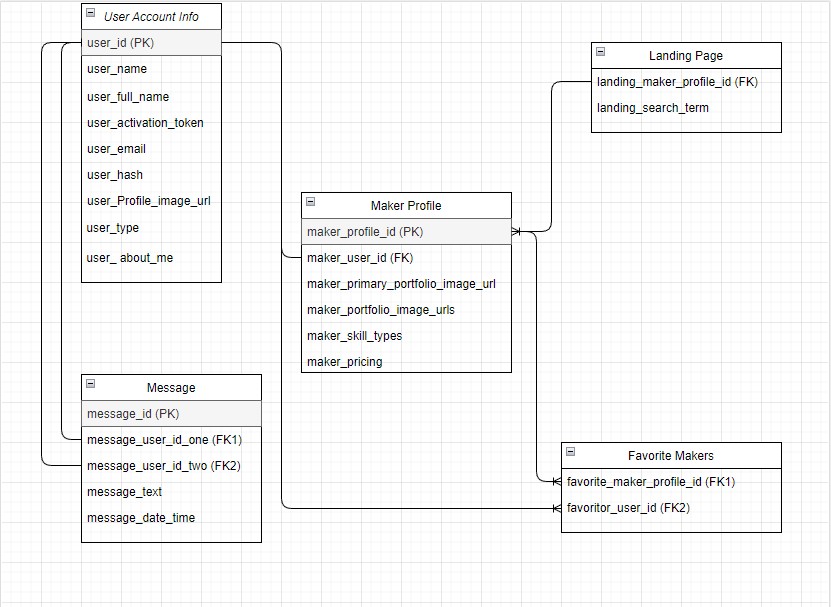 User Account Info
user_id (PK)
user_name
user_full_name
user_activation_token
user_email
user_hash
user_Profile_image_url
user_type
user_ about_me
Landing Page
landing_maker_profile_id (FK)
landing_search_term
Maker Profile
maker_profile_id (PK)
maker_user_id (FK)
maker_primary_portfolio_image_url
maker_portfolio_image_urls
maker_skill_types
maker_pricing
Message
message_id (PK)
message_user_id_one (FK1)
message_user_id_two (FK2)
message_text
message_date_time
Favorite Makers
favorite_maker_profile_id (FK1)
favoritor_user_id (FK2)